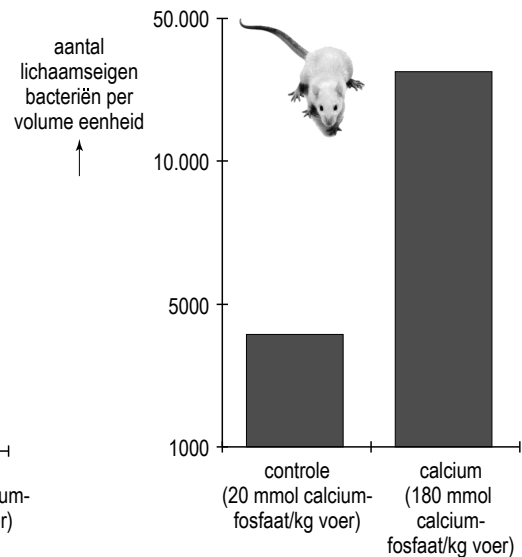 aantal
lichaamseigen
bacteriën per
volume eenheid
50.000
10.000
5000
1000
controle
(20 mmol calcium-
fosfaat/kg voer)
calcium
(180 mmol
calcium-
fosfaat/kg voer)